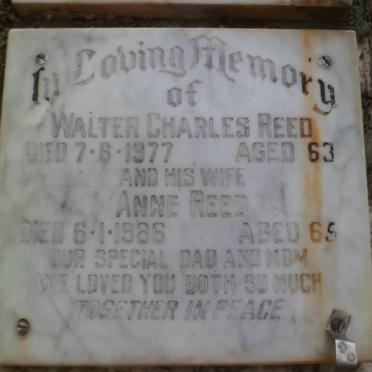 In Loving Memory
of
WALTER CHARLES REED
DIED 7-6-1977 AGED 63
AND HIS WIFE
ANNE REED
DIED 6-1-1986 AGED 65
OUR SPECIAL DAD AND MOM
WE LOVED YOU BOTH SO MUCH
TOGETHER IN PEACE